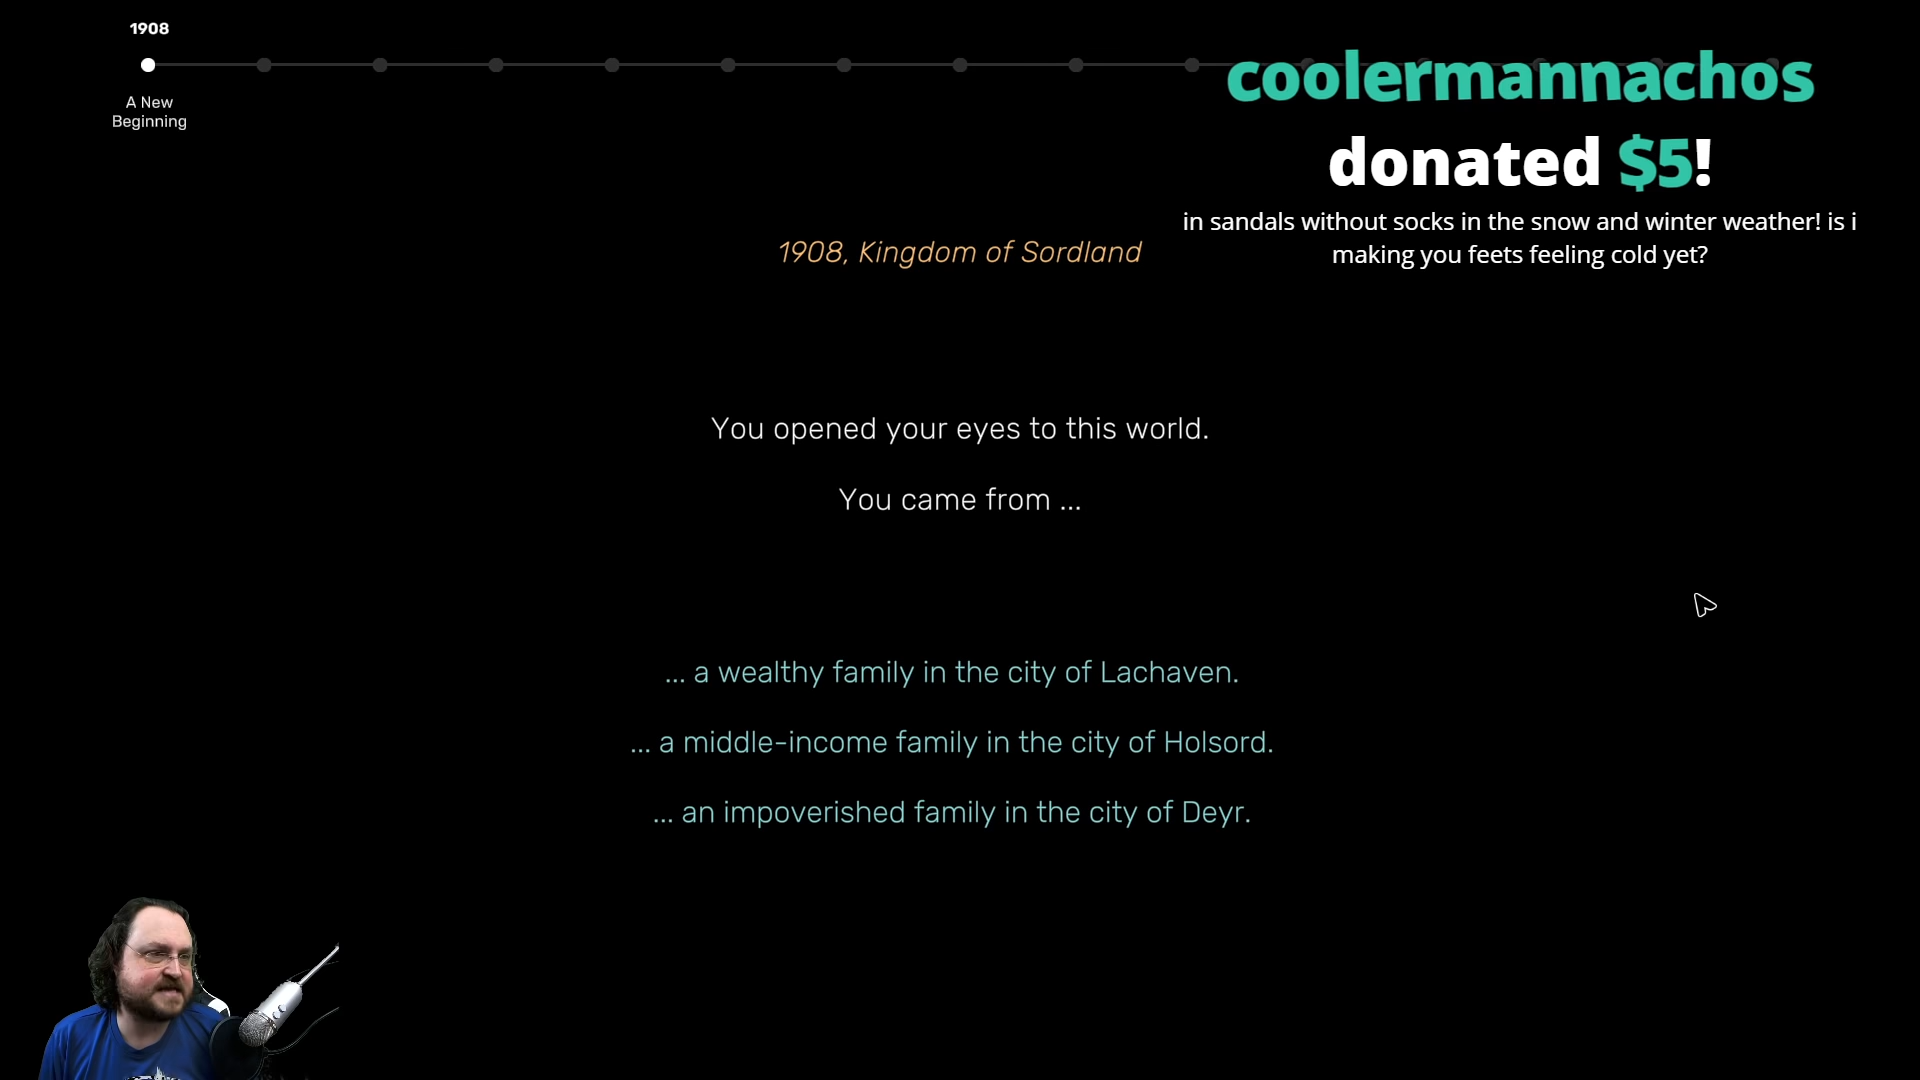 1908
A New
Beginning
coolermannachos
donated $5!
in sandals without socks in the snow and winter weather! is i
making you feets feeling cold yet?
1908, Kingdom of Sordland
You opened your eyes to this world.
You came from ...
... a wealthy family in the city of Lachaven.
... a middle-income family in the city of Holsord.
... an impoverished family in the city of Deyr.